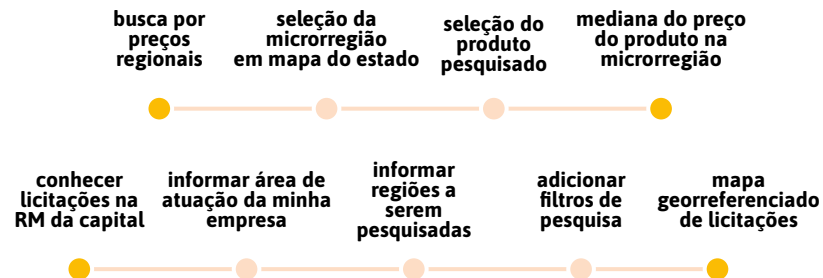 busca por
preços
regionais
seleção da
microrregião
em mapa do estado
seleção do
produto
pesquisado
mediana do preço
do produto na
microrregião
conhecer
licitações na
RM da capital
informar área de
atuação da minha
empresa
informar
regiões a
serem
pesquisadas
adicionar
filtros de
pesquisa
mapa
georreferenciado
de licitações